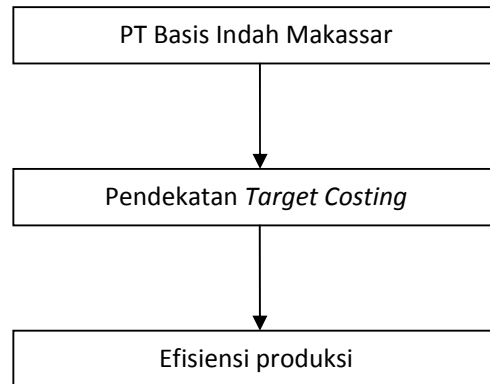 PT Basis Indah Makassar
Pendekatan Target Costing
Efisiensi produksi